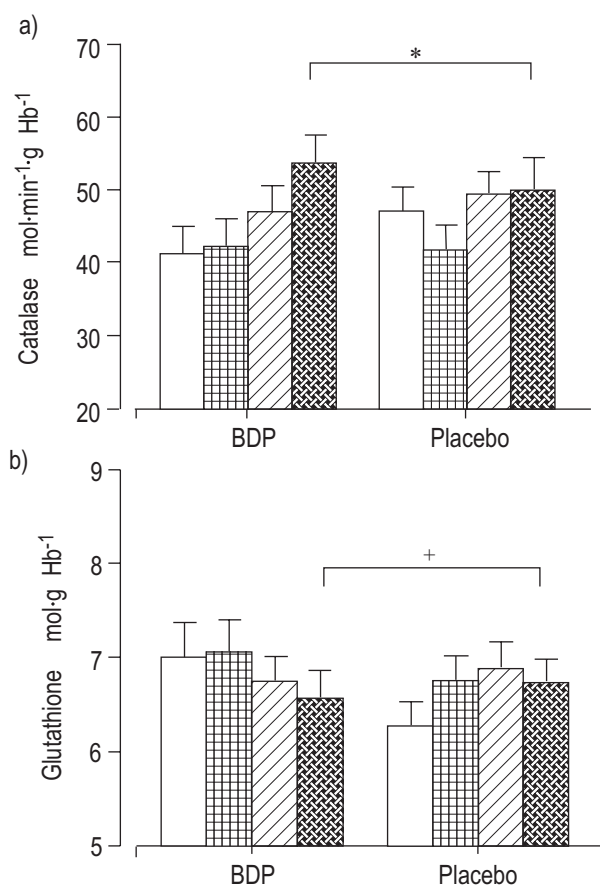 a)
70
60
50
40
30
20
Catalase mol·min⁻¹·g Hb⁻¹
*
BDP Placebo
b)
9
8
7
6
5
Glutathione mol·g Hb⁻¹
+
BDP Placebo